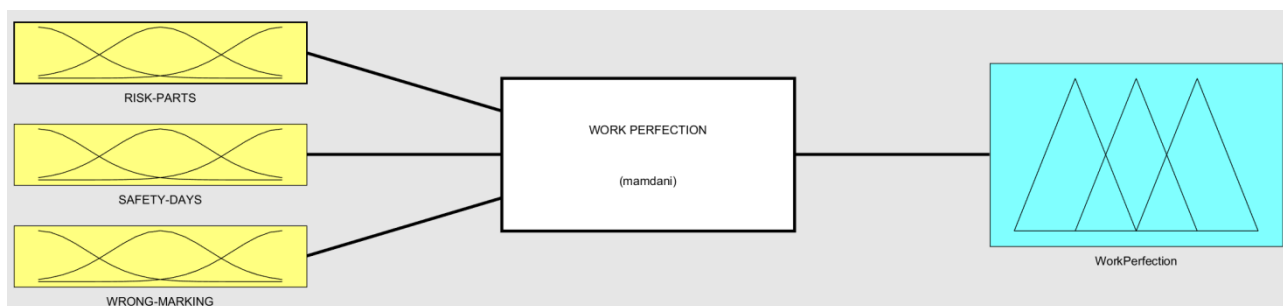 RISK-PARTS
SAFETY-DAYS
WRONG-MARKING
WORK PERFECTION
(mamdani)
WorkPerfection